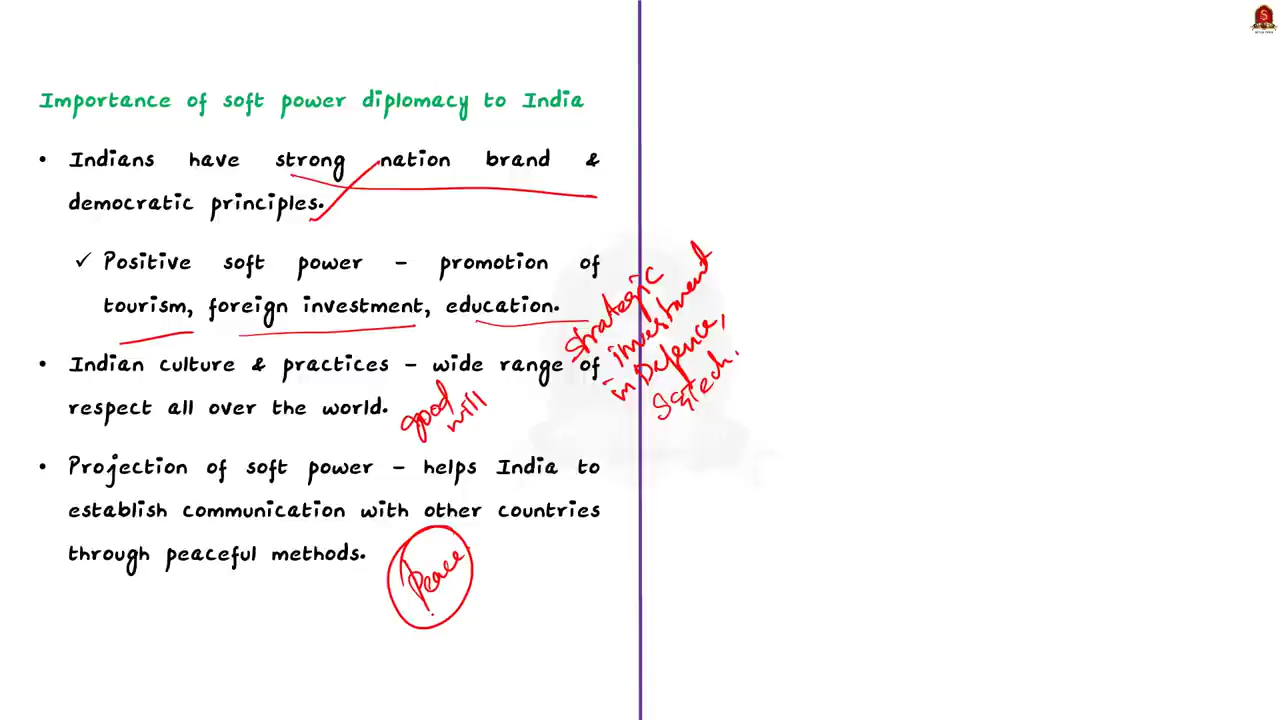 Importance of soft power diplomacy to India
• Indians have strong nation brand &
democratic principles.
✓ Positive soft power – promotion of
tourism, foreign investment, education.
strategic
investment
in Defence,
• Indian culture & practices – wide range of
respect all over the world.
good
will
• Projection of soft power – helps India to
establish communication with other countries
through peaceful methods.
Peace